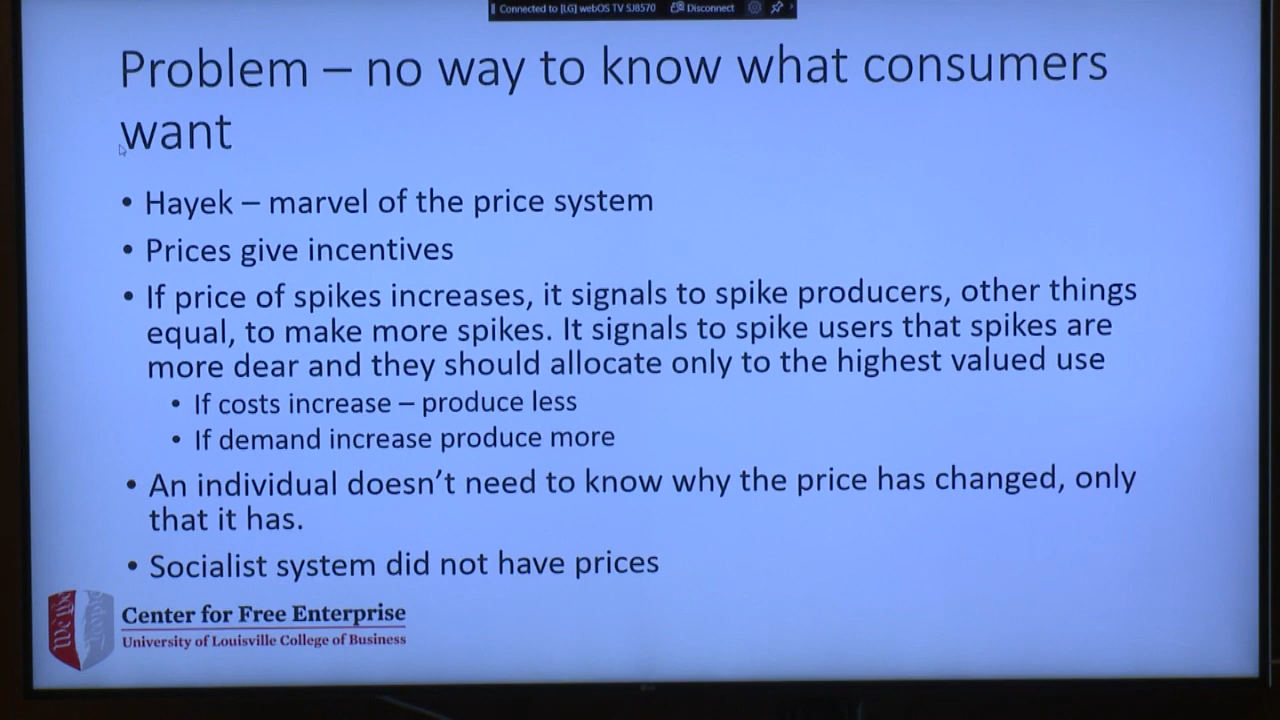 Connected to [LG] webOS TV SJ8570 Disconnect
Problem – no way to know what consumers
want
• Hayek – marvel of the price system
• Prices give incentives
• If price of spikes increases, it signals to spike producers, other things
equal, to make more spikes. It signals to spike users that spikes are
more dear and they should allocate only to the highest valued use
• If costs increase – produce less
• If demand increase produce more
• An individual doesn't need to know why the price has changed, only
that it has.
• Socialist system did not have prices
Center for Free Enterprise
University of Louisville College of Business